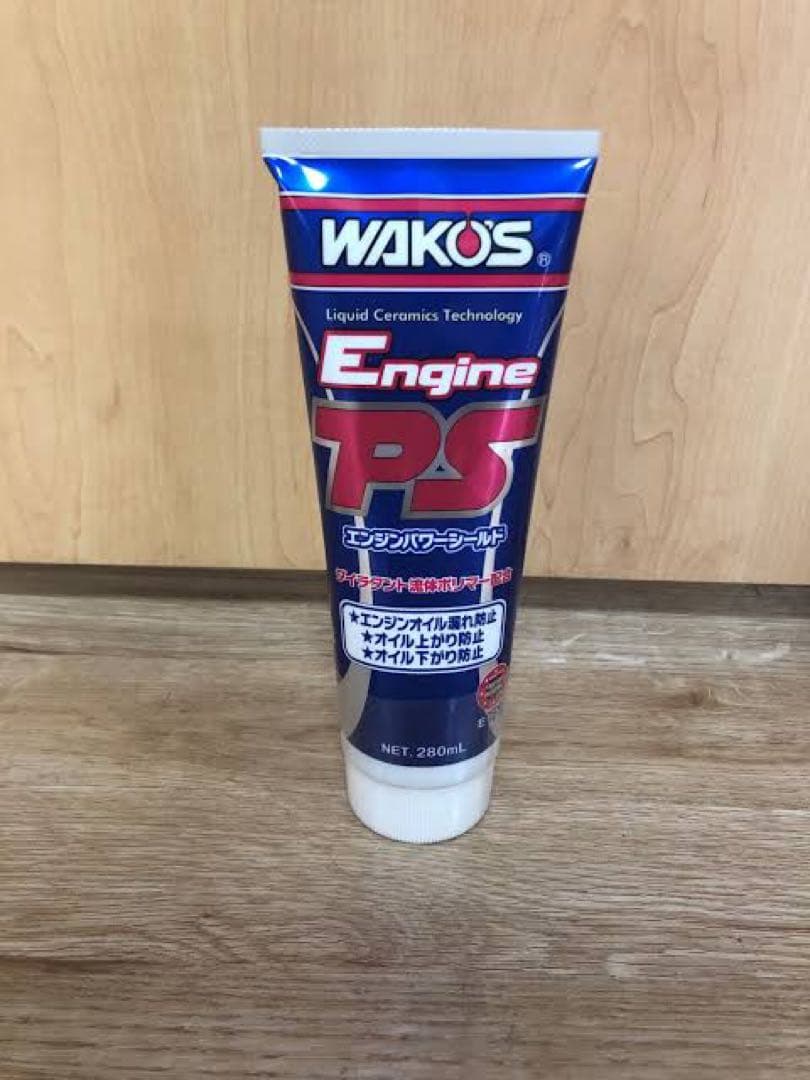 WAKO'S®
Liquid Ceramics Technology
Engine
PS
エンジンパワーシールド
ダイラタント流体ポリマー配合
★エンジンオイル漏れ防止
★オイル上がり防止
★オイル下がり防止
NET. 280mL